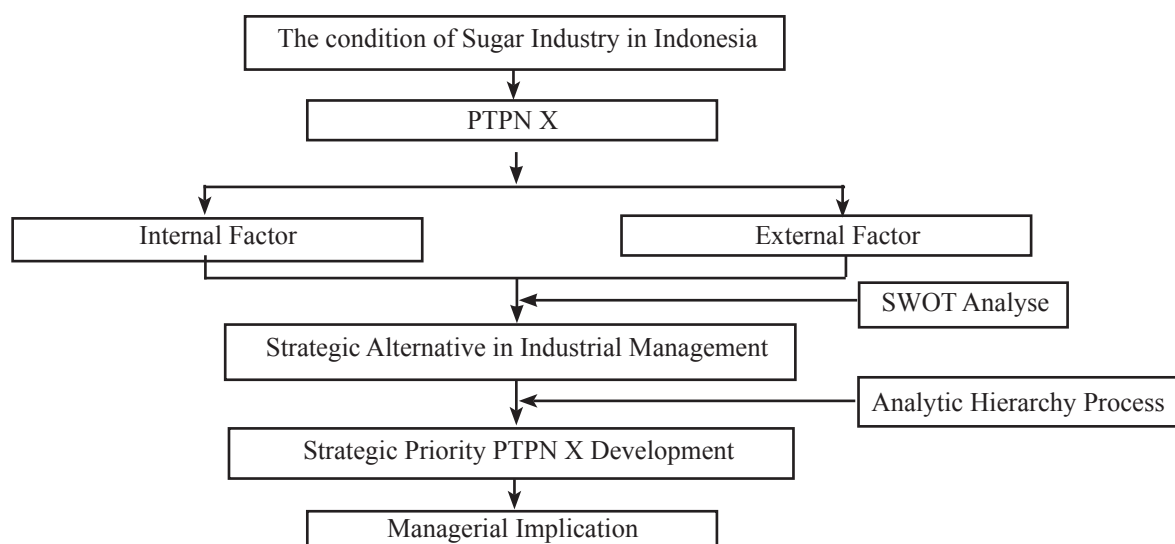 The condition of Sugar Industry in Indonesia
PTPN X
Internal Factor
External Factor
SWOT Analyse
Strategic Alternative in Industrial Management
Analytic Hierarchy Process
Strategic Priority PTPN X Development
Managerial Implication